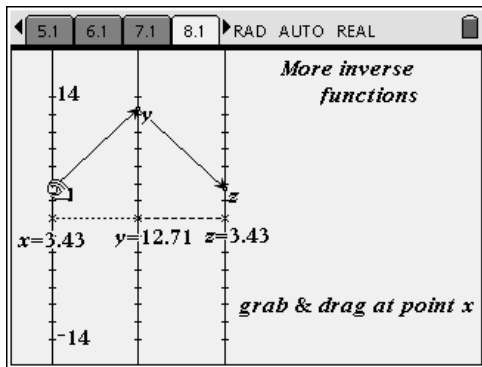 5.1 6.1 7.1 8.1 RAD AUTO REAL
More inverse
functions
14
y
1
z
x=3.43 y=12.71 z=3.43
grab & drag at point x
-14